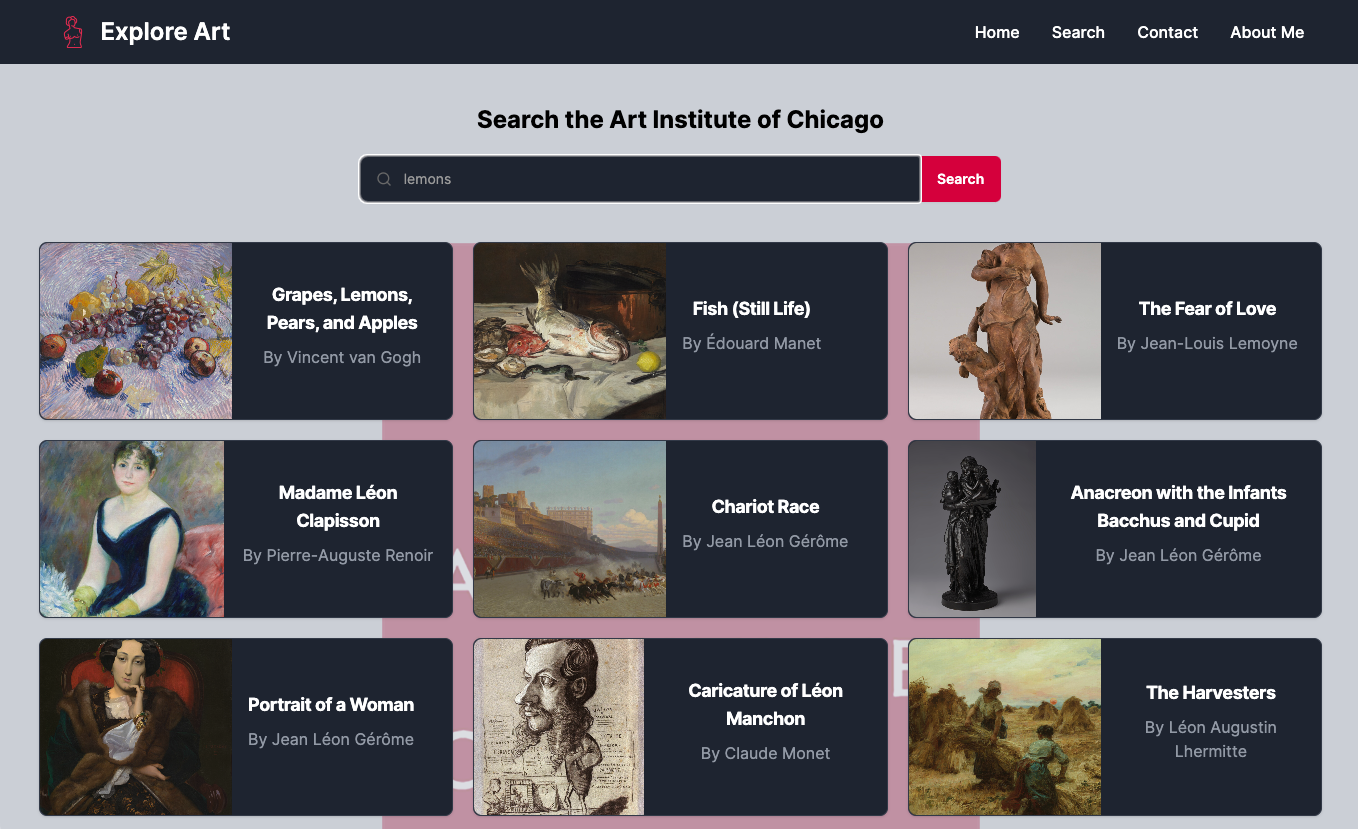 Explore Art
Home
Search
Contact
About Me
Search the Art Institute of Chicago
lemons
Search
Grapes, Lemons,
Pears, and Apples
By Vincent van Gogh
Fish (Still Life)
By Édouard Manet
The Fear of Love
By Jean-Louis Lemoyne
Madame Léon
Clapisson
By Pierre-Auguste Renoir
Chariot Race
By Jean Léon Gérôme
Anacreon with the Infants
Bacchus and Cupid
By Jean Léon Gérôme
Portrait of a Woman
By Jean Léon Gérôme
Caricature of Léon
Manchon
By Claude Monet
The Harvesters
By Léon Augustin
Lhermitte